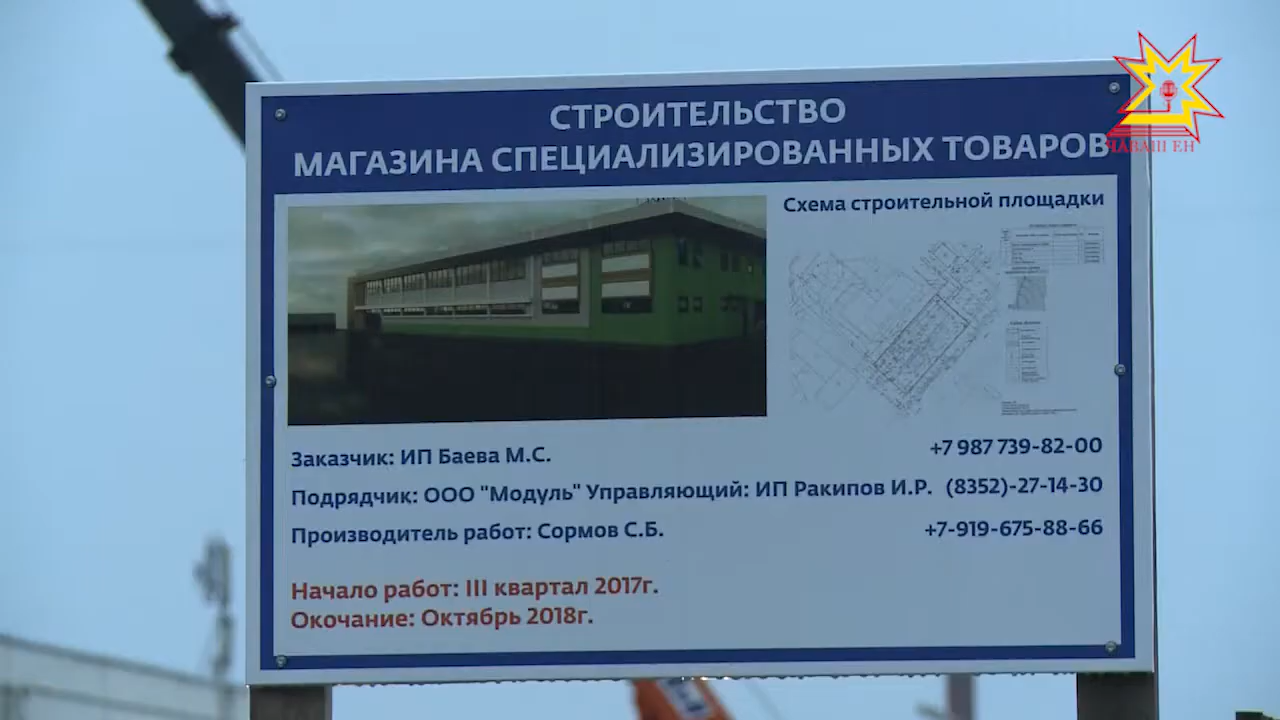 СТРОИТЕЛЬСТВО
МАГАЗИНА СПЕЦИАЛИЗИРОВАННЫХ ТОВАРОВ
ЧАВАШ ЕН
Схема строительной площадки
Заказчик: ИП Баева М.С. +7 987 739-82-00
Подрядчик: ООО "Модуль" Управляющий: ИП Ракипов И.Р. (8352)-27-14-30
Производитель работ: Сормов С.Б. +7-919-675-88-66
Начало работ: III квартал 2017г.
Окочание: Октябрь 2018г.